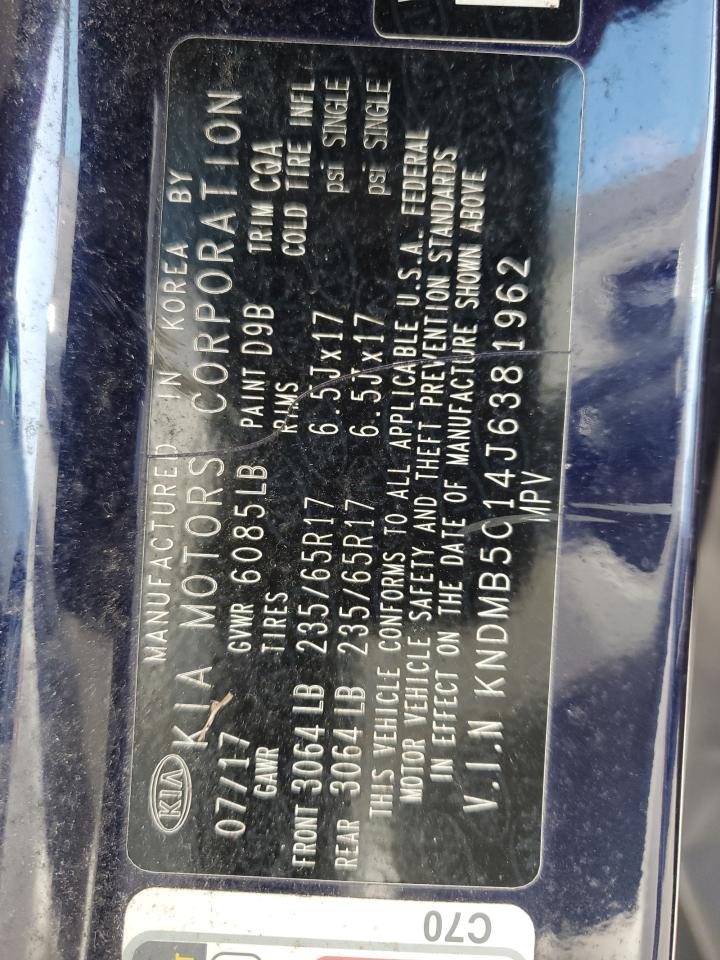 KIA
MANUFACTURED IN KOREA BY
KIA MOTORS CORPORATION
07/17 GVWR 6085LB PAINT D9B TRIM CQA
GAWR TIRES RIMS COLD TIRE INFL
FRONT 3064LB 235/65R17 6.5Jx17 psi SINGLE
REAR 3064LB 235/65R17 6.5Jx17 psi SINGLE
THIS VEHICLE CONFORMS TO ALL APPLICABLE U.S.A. FEDERAL
MOTOR VEHICLE SAFETY AND THEFT PREVENTION STANDARDS
IN EFFECT ON THE DATE OF MANUFACTURE SHOWN ABOVE
V.I.N KNDMB5C14J6381962
MPV
C70